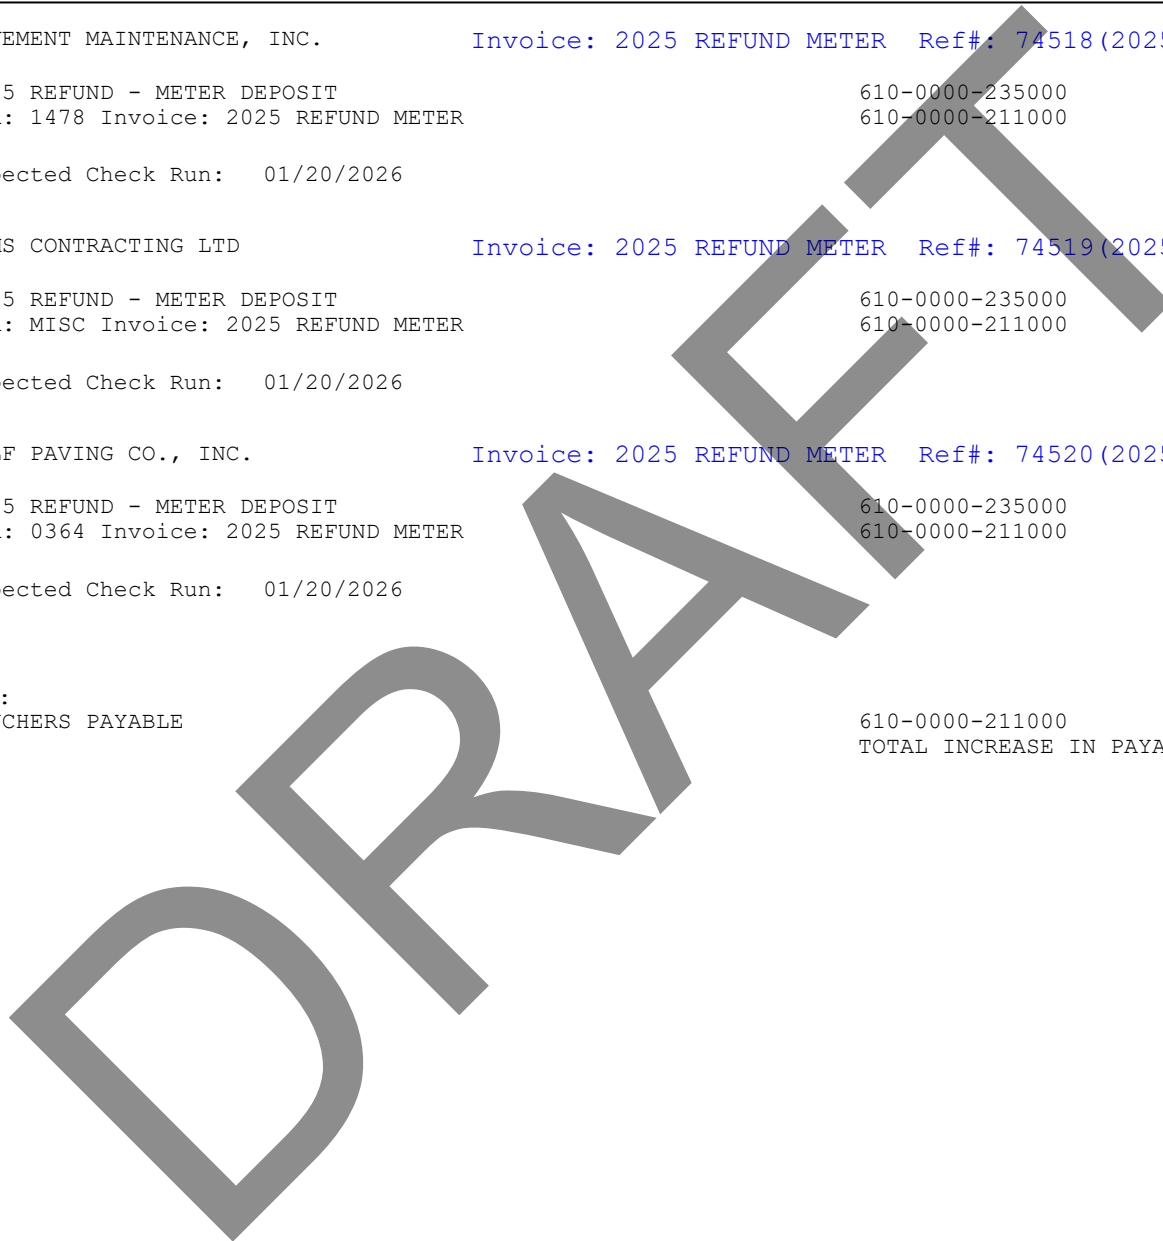 EMENT MAINTENANCE, INC. Invoice: 2025 REFUND METER Ref#: 74518(2025
5 REFUND - METER DEPOSIT 610-0000-235000
: 1478 Invoice: 2025 REFUND METER 610-0000-211000
ected Check Run: 01/20/2026
S CONTRACTING LTD Invoice: 2025 REFUND METER Ref#: 74519(2025
5 REFUND - METER DEPOSIT 610-0000-235000
: MISC Invoice: 2025 REFUND METER 610-0000-211000
ected Check Run: 01/20/2026
F PAVING CO., INC. Invoice: 2025 REFUND METER Ref#: 74520(2025
5 REFUND - METER DEPOSIT 610-0000-235000
: 0364 Invoice: 2025 REFUND METER 610-0000-211000
ected Check Run: 01/20/2026
:
CHERS PAYABLE 610-0000-211000
TOTAL INCREASE IN PAYA
DRAFT